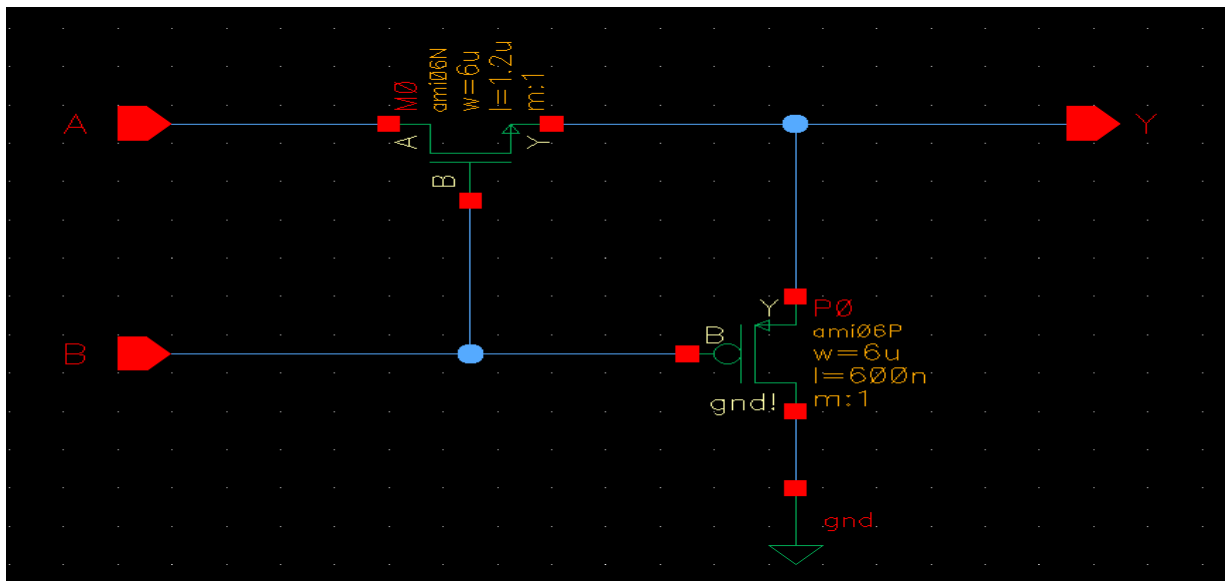 A
M0
ami06N
w=6u
l=1.2u
m:1
A
Y
B
Y
B
Y
P0
B
ami06P
w=6u
l=600n
gnd!
m:1
gnd